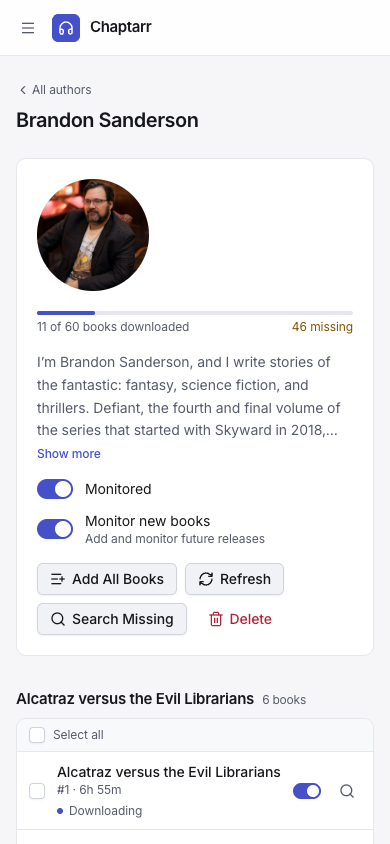 Chaptarr
All authors
Brandon Sanderson
11 of 60 books downloaded
46 missing
I'm Brandon Sanderson, and I write stories of
the fantastic: fantasy, science fiction, and
thrillers. Defiant, the fourth and final volume of
the series that started with Skyward in 2018,...
Show more
Monitored
Monitor new books
Add and monitor future releases
Add All Books
Refresh
Search Missing
Delete
Alcatraz versus the Evil Librarians 6 books
Select all
Alcatraz versus the Evil Librarians
#1 · 6h 55m
Downloading